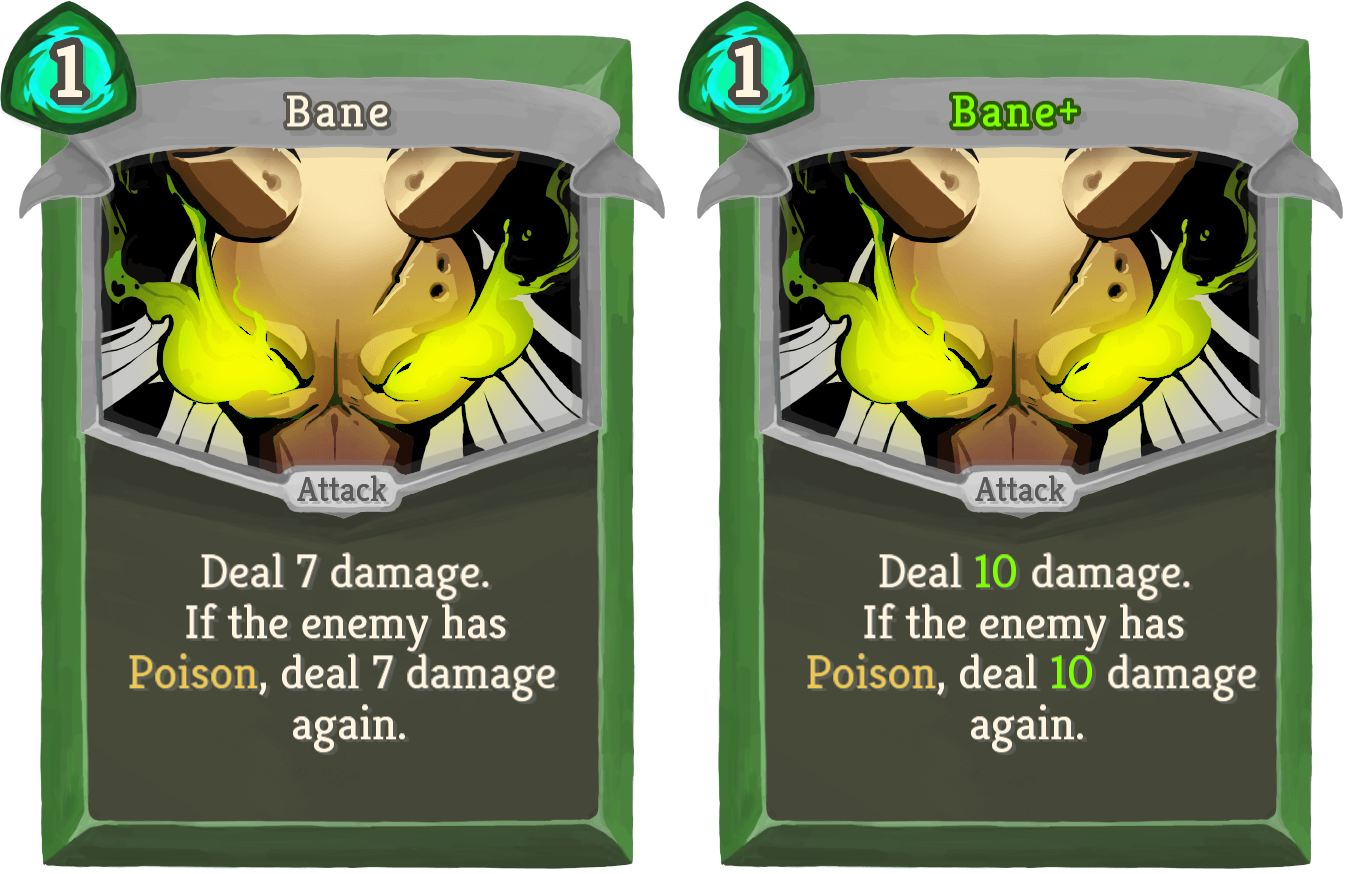 1
Bane
Attack
Deal 7 damage.
If the enemy has
Poison, deal 7 damage
again.
1
Bane+
Attack
Deal 10 damage.
If the enemy has
Poison, deal 10 damage
again.